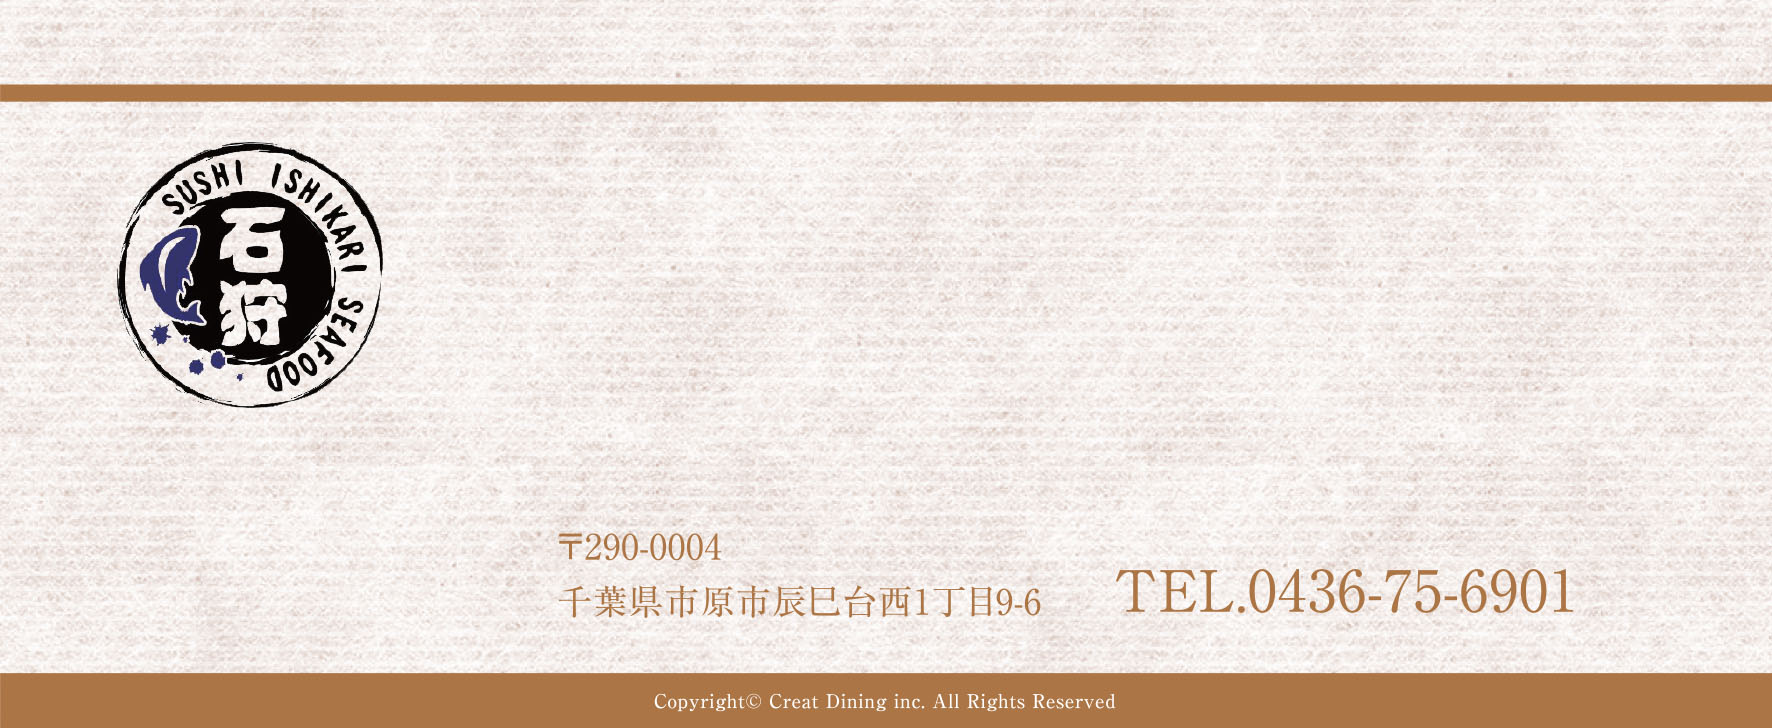 SUSHI ISHIKARI SEAFOOD
石狩
〒290-0004
千葉県市原市辰巳台西1丁目9-6
TEL.0436-75-6901
Copyright© Creat Dining inc. All Rights Reserved